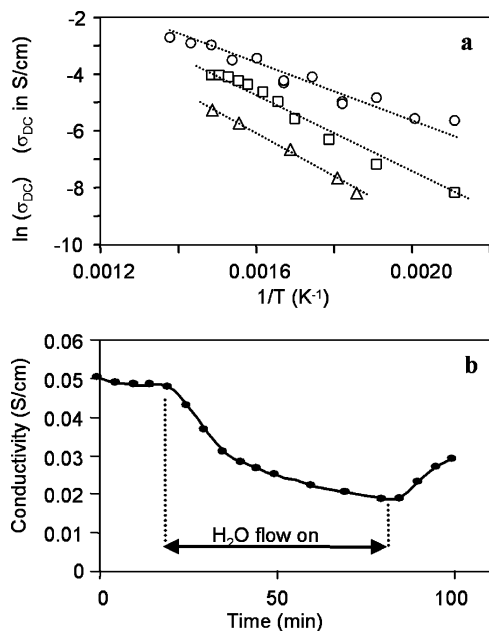 a
ln (σDC) (σDC in S/cm)
-2
-4
-6
-8
-10
0.0012
0.0016
0.0020
1/T (K-1)
b
Conductivity (S/cm)
0.06
0.05
0.04
0.03
0.02
0.01
0
H2O flow on
0
50
100
Time (min)